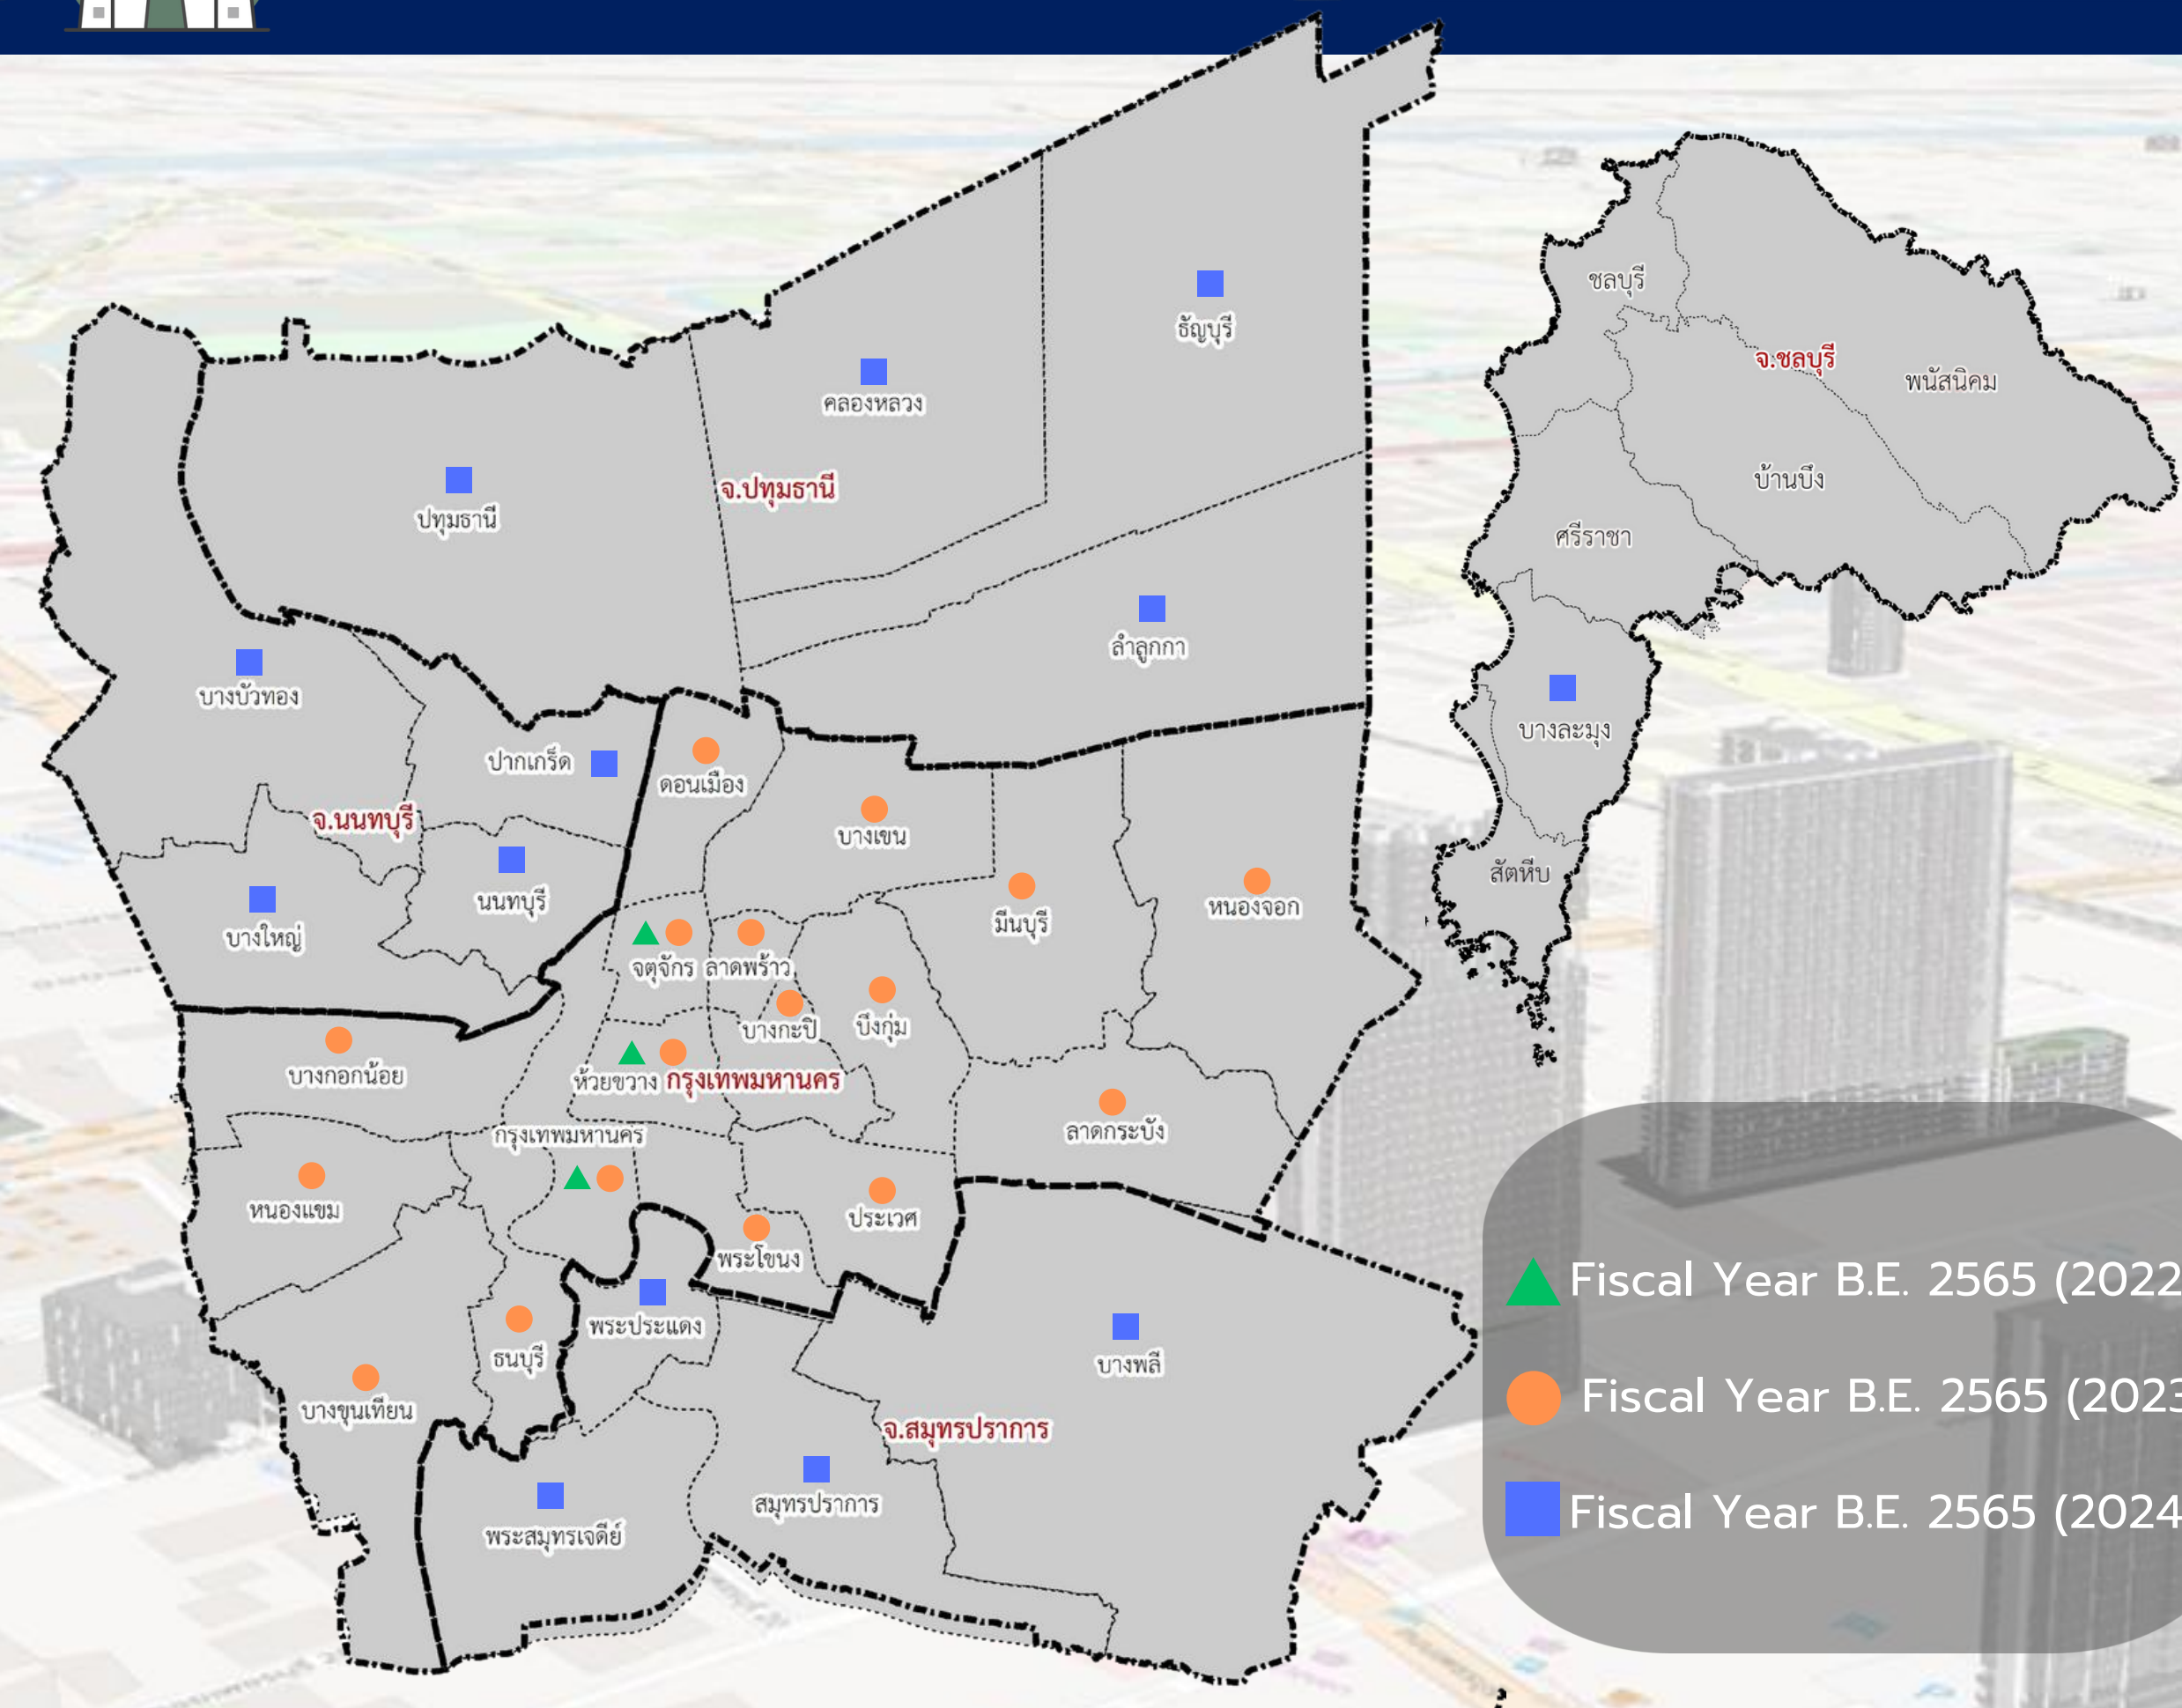 ธัญบุรี
คลองหลวง
จ.ปทุมธานี
ปทุมธานี
ลำลูกกา
บางบัวทอง
ปากเกร็ด
จ.นนทบุรี
นนทบุรี
บางใหญ่
ดอนเมือง
บางเขน
มีนบุรี
หนองจอก
จตุจักร
ลาดพร้าว
บางกะปิ
บึงกุ่ม
บางกอกน้อย
ห้วยขวาง
กรุงเทพมหานคร
ลาดกระบัง
กรุงเทพมหานคร
หนองแขม
ประเวศ
พระโขนง
พระประแดง
ธนบุรี
บางพลี
บางขุนเทียน
จ.สมุทรปราการ
สมุทรปราการ
พระสมุทรเจดีย์
ชลบุรี
จ.ชลบุรี
พนัสนิคม
บ้านบึง
ศรีราชา
บางละมุง
สัตหีบ
Fiscal Year B.E. 2565 (2022
Fiscal Year B.E. 2565 (2023
Fiscal Year B.E. 2565 (2024